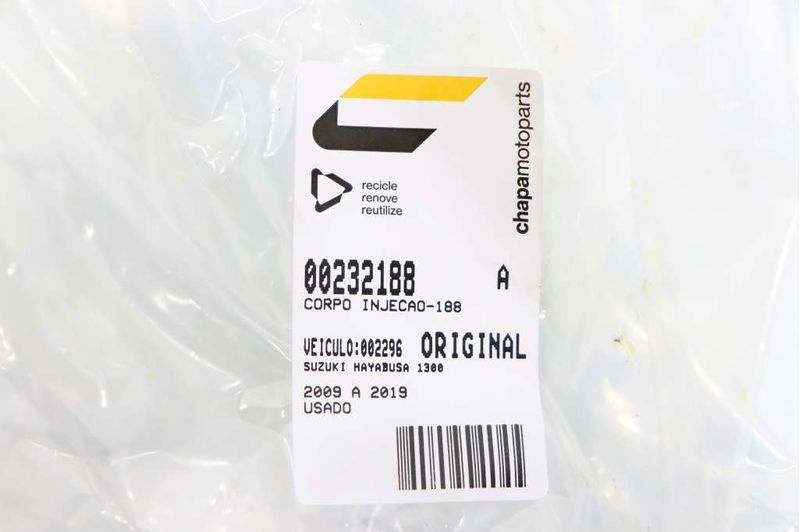 chapamotoparts
recicle
renove
reutilize
00232188 A
CORPO INJECAO-188
VEICULO:002296 ORIGINAL
SUZUKI HAYABUSA 1300
2009 A 2019
USADO